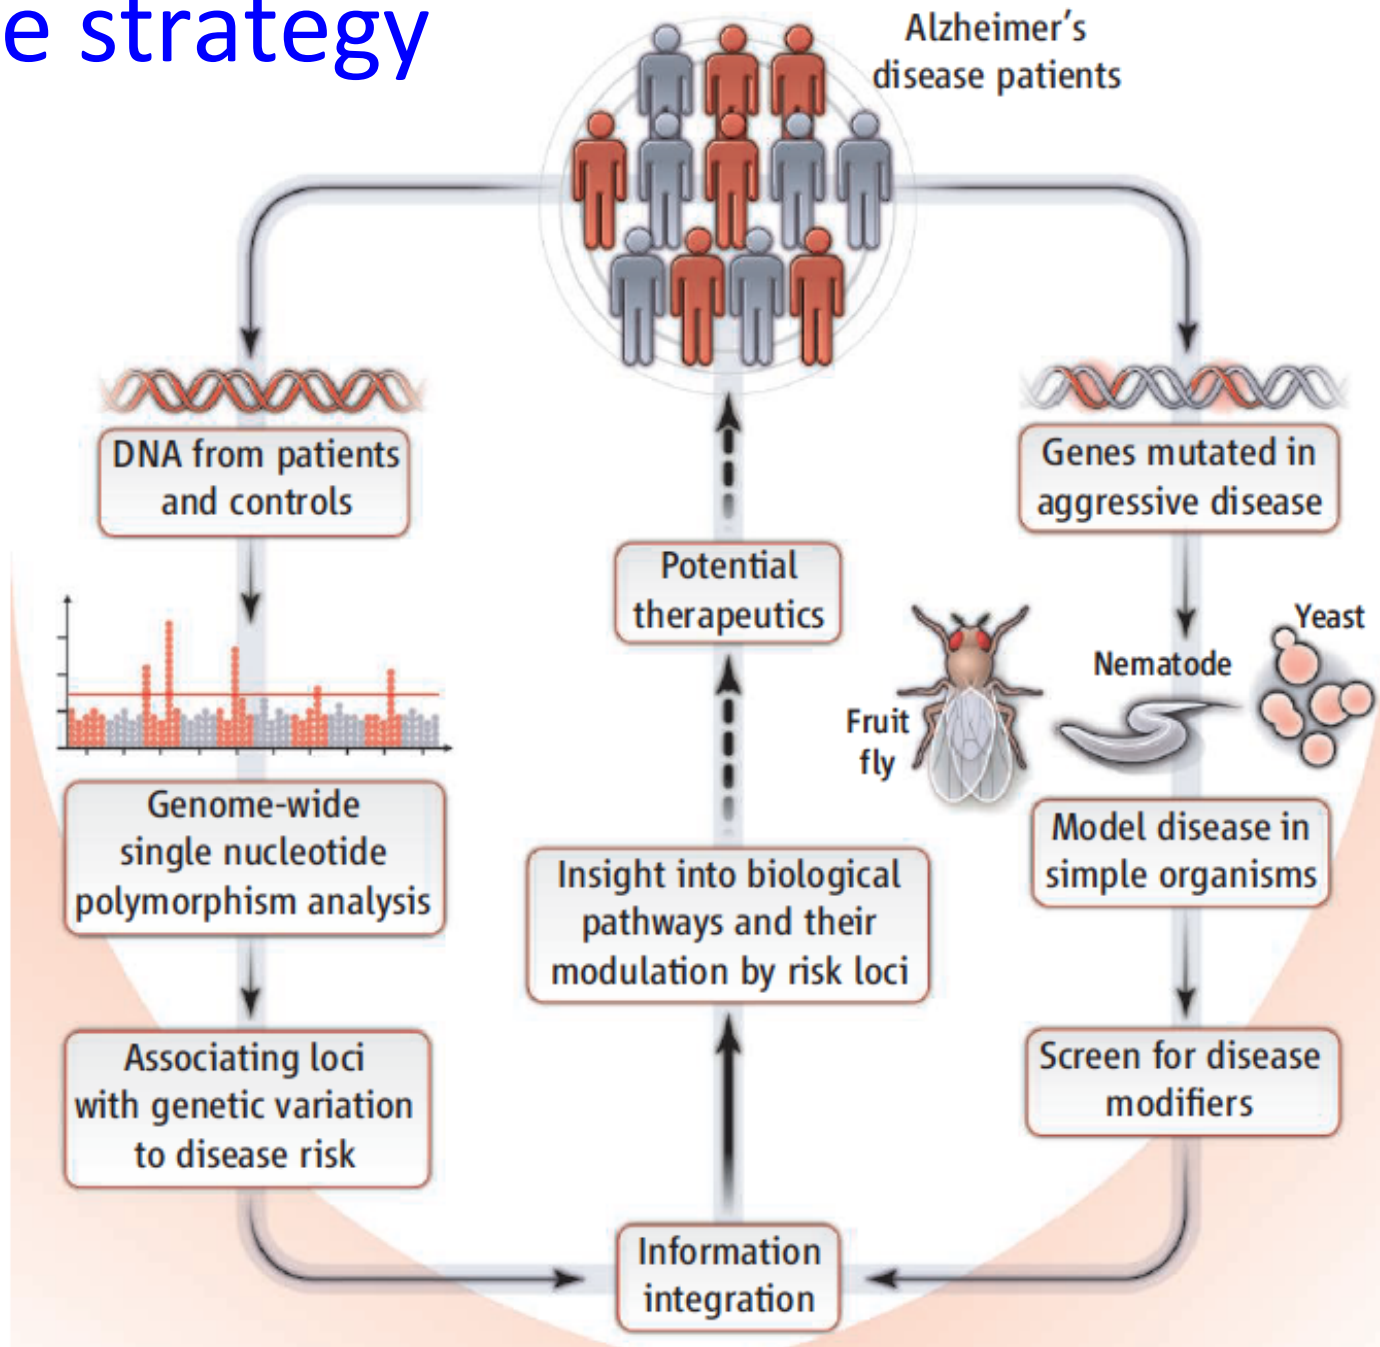 e strategy
Alzheimer's
disease patients
DNA from patients
and controls
Genome-wide
single nucleotide
polymorphism analysis
Associating loci
with genetic variation
to disease risk
Potential
therapeutics
Insight into biological
pathways and their
modulation by risk loci
Information
integration
Genes mutated in
aggressive disease
Fruit
fly
Nematode
Yeast
Model disease in
simple organisms
Screen for disease
modifiers